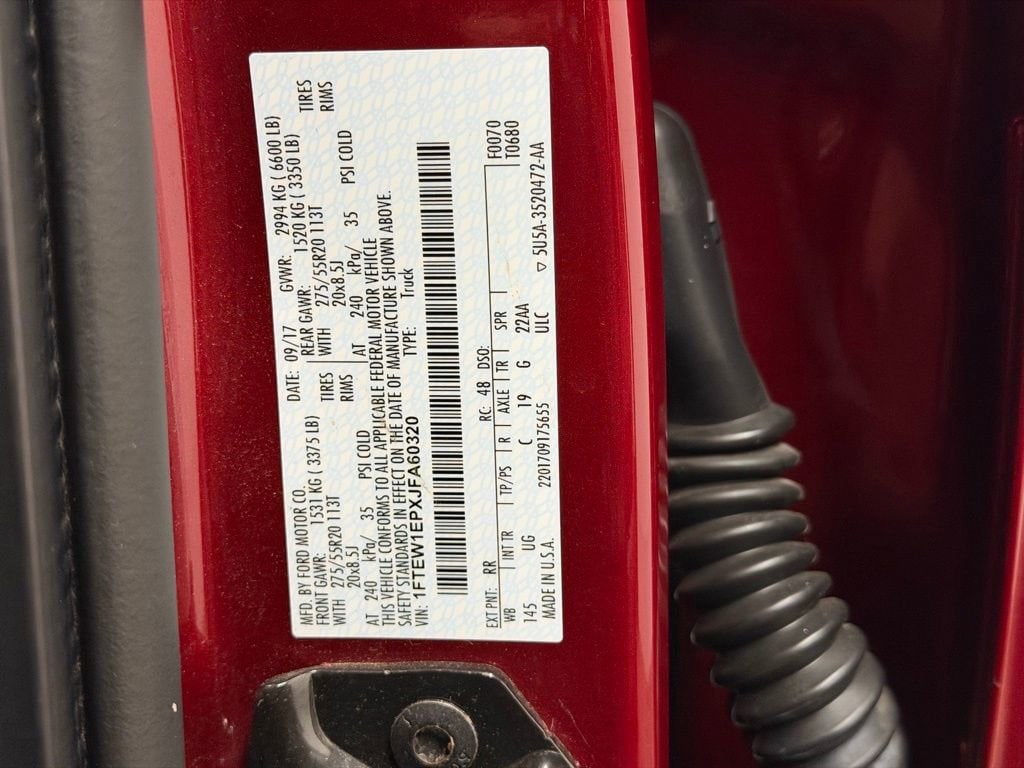 MFD. BY FORD MOTOR CO.
DATE: 09/17 GVWR: 2994 KG ( 6600 LB)
FRONT GAWR: 1531 KG ( 3375 LB) REAR GAWR: 1520 KG ( 3350 LB)
WITH 275/55R20 113T TIRES WITH 275/55R20 113T TIRES
20x8.5J RIMS 20x8.5J RIMS
AT 240 kPa/ 35 PSI COLD AT 240 kPa/ 35 PSI COLD
THIS VEHICLE CONFORMS TO ALL APPLICABLE FEDERAL MOTOR VEHICLE
SAFETY STANDARDS IN EFFECT ON THE DATE OF MANUFACTURE SHOWN ABOVE.
VIN: 1FTEW1EPXJFA60320 TYPE: Truck
EXT PNT: RR RC: 48 DSO: F0070
WB INT TR TP/PS R AXLE TR SPR T0680
145 UG C 19 G 22AA
ULC
MADE IN U.S.A. 2201709175655 ▽ 5U5A-3520472-AA